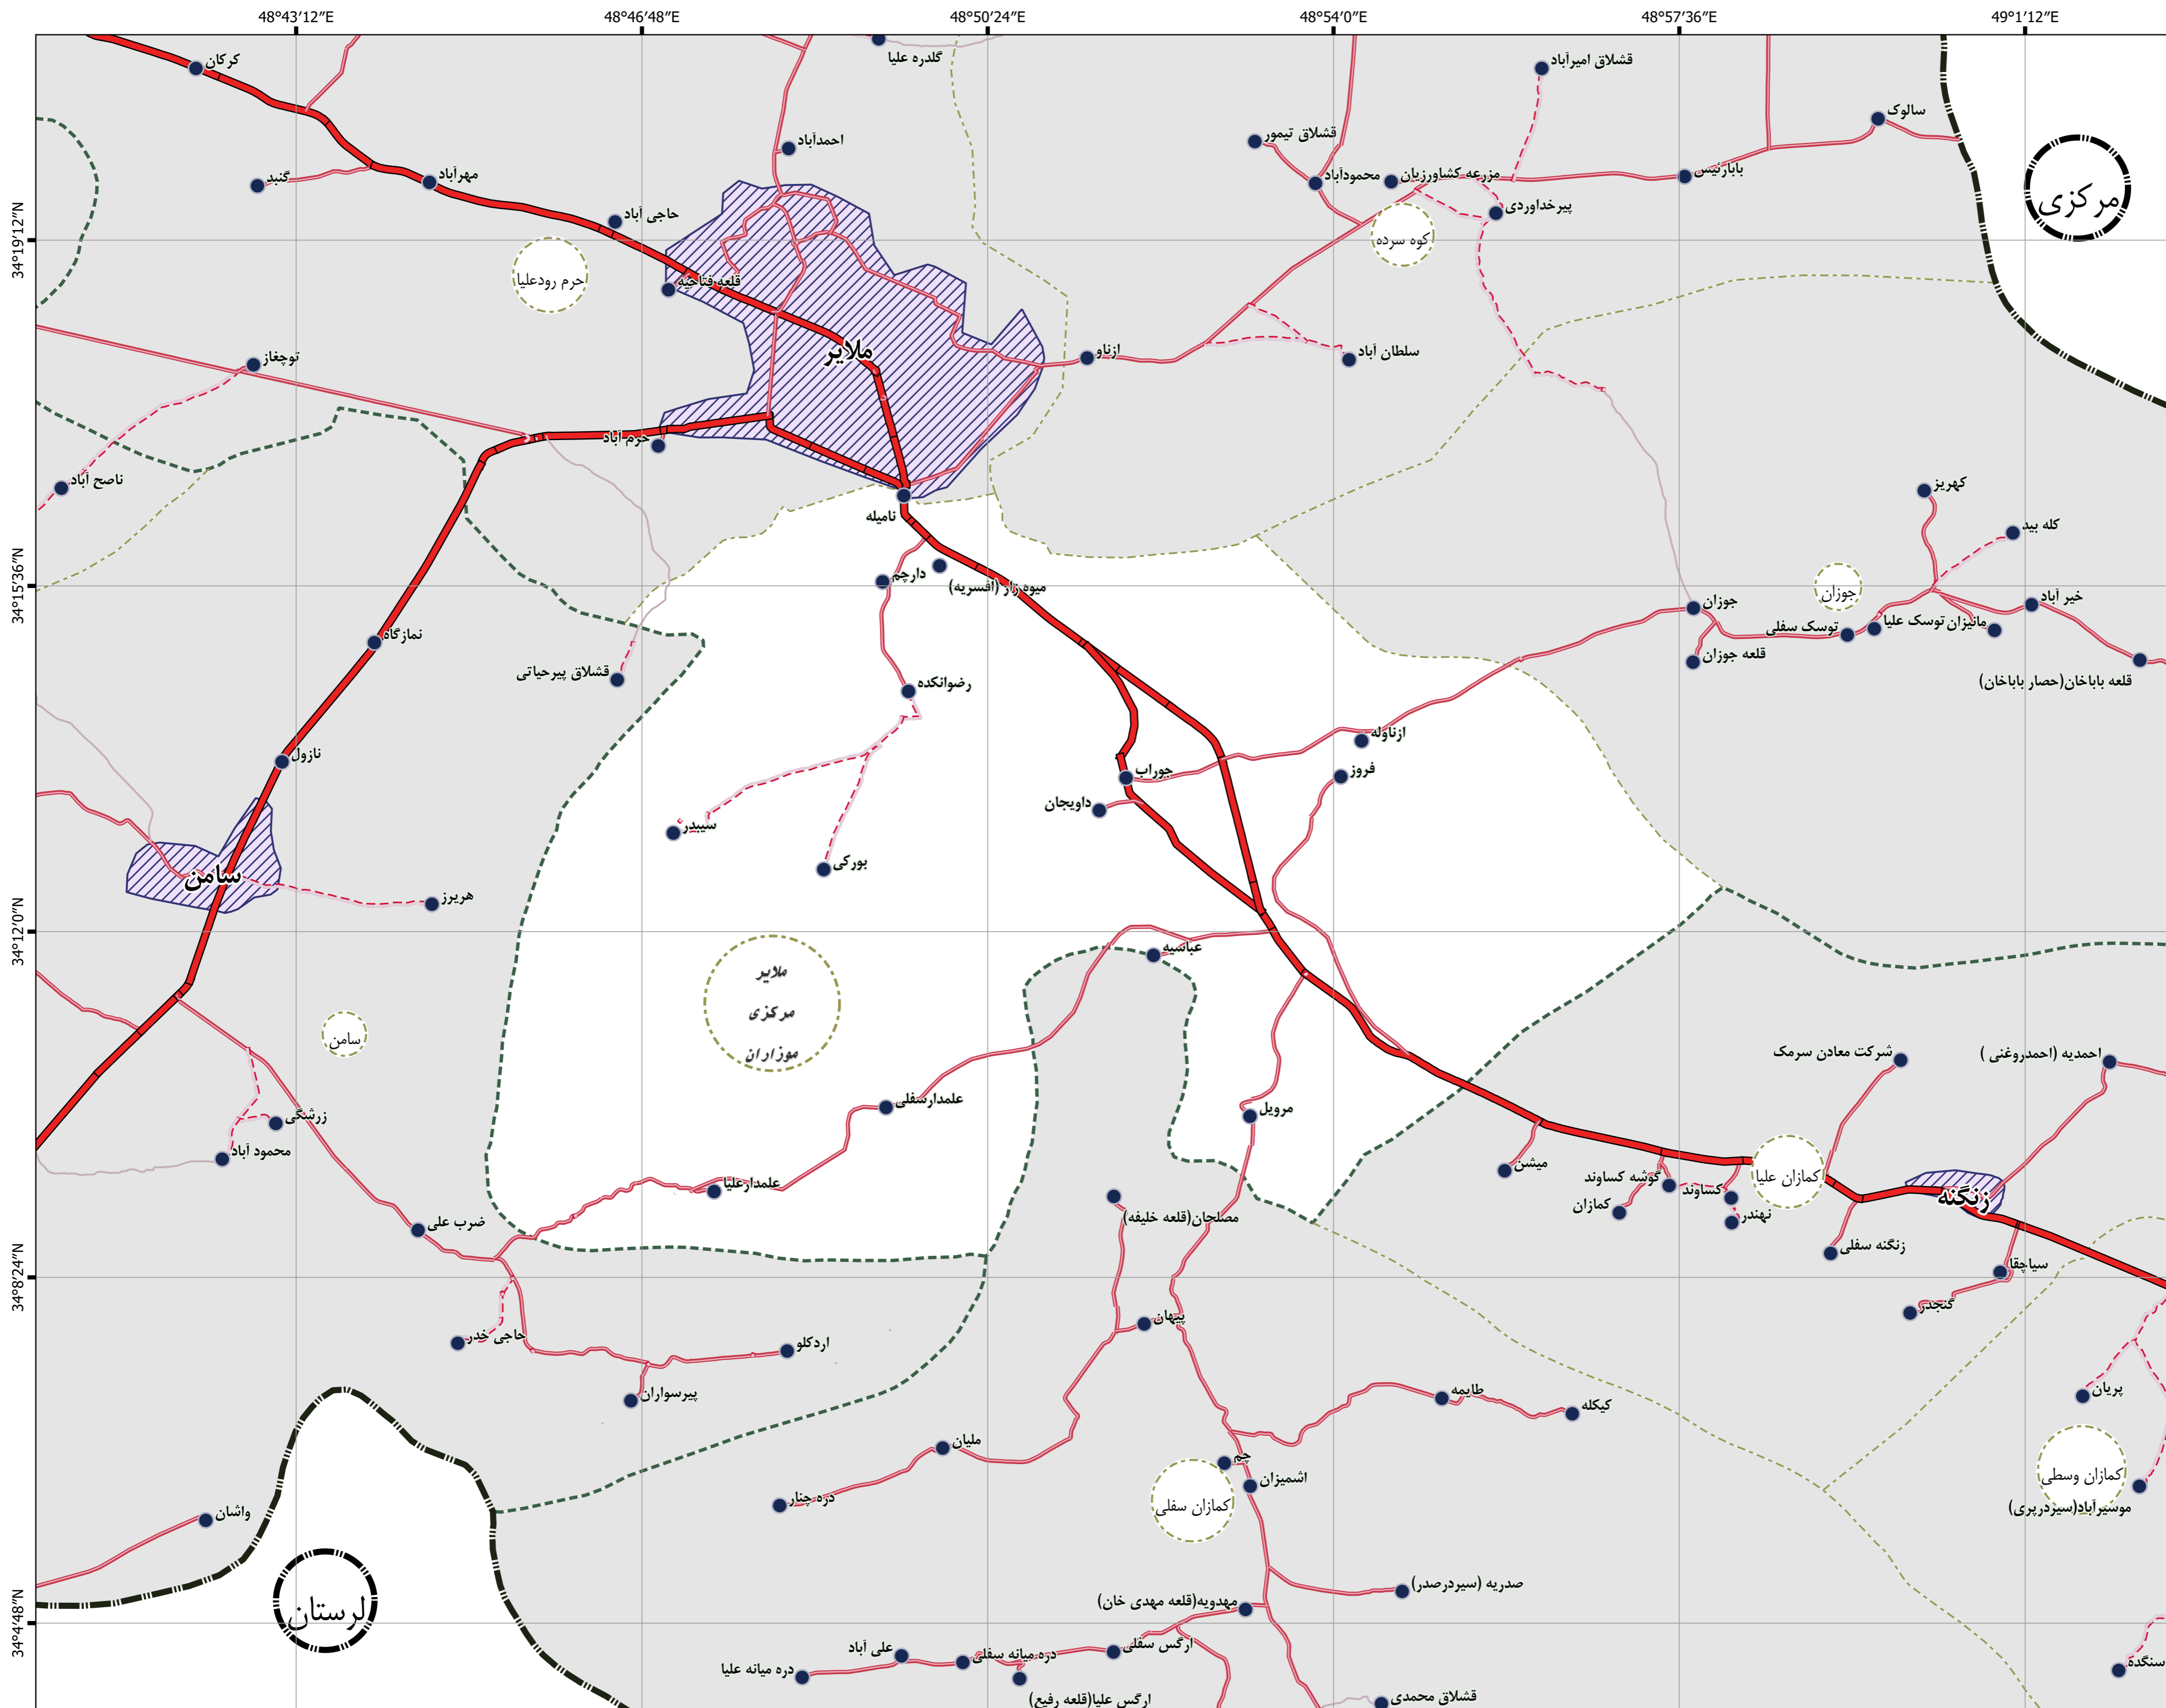 48°43'12"E
48°46'48"E
48°50'24"E
48°54'0"E
48°57'36"E
49°1'12"E
کرکان
گلدره علیا
قشلاق امیرآباد
سالوک
احمدآباد
قشلاق تیمور
گنبد
مهرآباد
محمودآباد
مزرعه کشاورزیان
بابارئیس
مرکزی
حاجی آباد
پیرخداوردی
34°19'12"N
کوه سرده
حرم رودعلیا
قلعه فتاحیه
ملایر
توچغاز
ازناو
سلطان آباد
حرم آباد
ناصح آباد
نامیله
کهریز
کله بید
34°15'36"N
دارچم
میوه زار (افسریه)
جوزان
جوزان
خیر آباد
نمازگاه
توسک سفلی
توسک علیا
مانیزان
قلعه جوزان
قشلاق پیرحیاتی
رضوانکده
قلعه باباخان(حصار باباخان)
ازناوله
نازول
جوراب
فروز
داویجان
سیبدر
بورکی
سامن
هریرز
34°12'0"N
عباسیه
ملایر
مرکزی
موزاران
سامن
شرکت معادن سرمک
احمدیه (احمدروغنی )
علمدارسفلی
زرشگی
مرویل
محمود آباد
میشن
گوشه کساوند
کمازان علیا
علمدارعلیا
کساوند
زنگنه
کمازان
نهندر
ضرب علی
مصلحان(قلعه خلیفه)
زنگنه سفلی
34°8'24"N
سیاچقا
گنجدر
پیهان
حاجی خدر
اردکلو
پیرسواران
طایمه
کیکله
پریان
ملیان
چم
اشمیزان
کمازان وسطی
دره چنار
کمازان سفلی
موسیرآباد(سیردرپری)
واشان
لرستان
صدریه (سیردرصدر)
مهدویه(قلعه مهدی خان)
34°4'48"N
علی آباد
دره میانه سفلی
ارگس سفلی
دره میانه علیا
سنگده
ارگس علیا(قلعه رفیع)
قشلاق محمدی